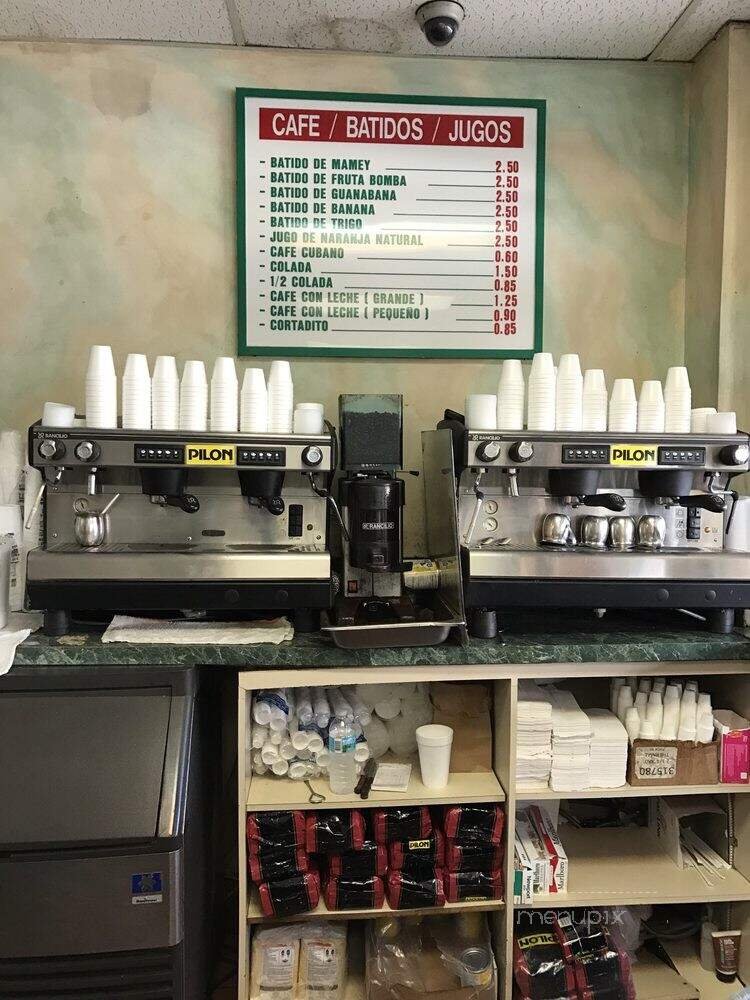 CAFE / BATIDOS / JUGOS
- BATIDO DE MAMEY 2.50
- BATIDO DE FRUTA BOMBA 2.50
- BATIDO DE GUANABANA 2.50
- BATIDO DE BANANA 2.50
- BATIDO DE TRIGO 2.50
- JUGO DE NARANJA NATURAL 2.50
- CAFE CUBANO 0.60
- COLADA 1.50
- 1/2 COLADA 0.85
- CAFE CON LECHE ( GRANDE ) 1.25
- CAFE CON LECHE ( PEQUEÑO ) 0.90
- CORTADITO 0.85
RANCILIO
RANCILIO
PILON
PILON
RANCILIO
315780
PILON
Marlboro
Newport
menupix
PILON